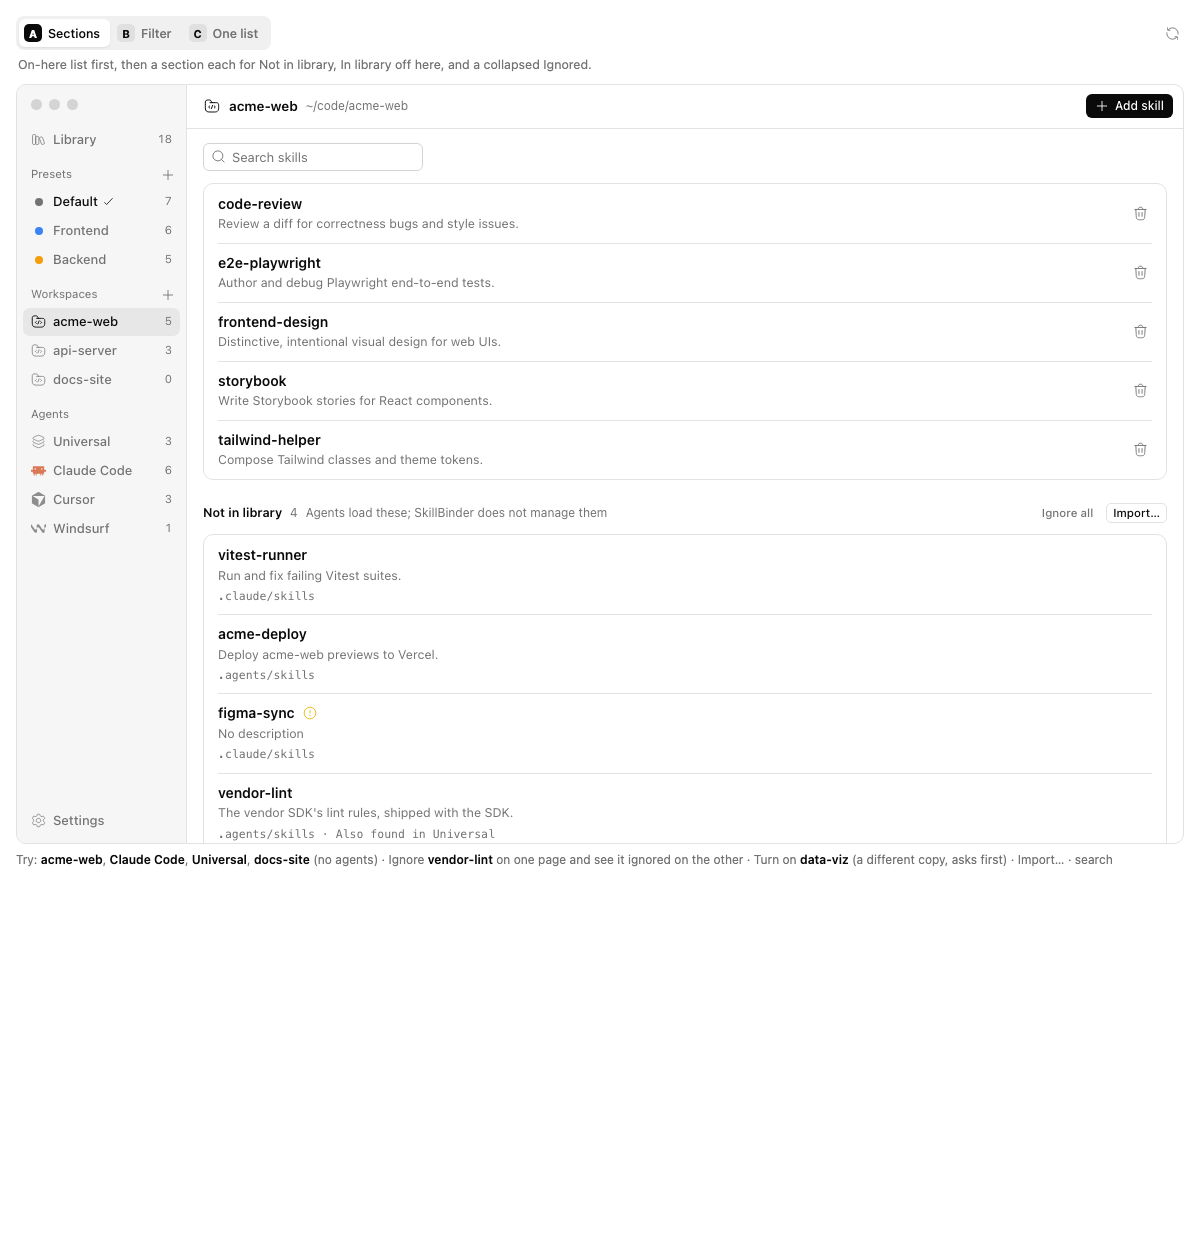 A Sections B Filter C One list
On-here list first, then a section each for Not in library, In library off here, and a collapsed Ignored.
Library 18
Presets
Default 7
Frontend 6
Backend 5
Workspaces
acme-web 5
api-server 3
docs-site 0
Agents
Universal 3
Claude Code 6
Cursor 3
Windsurf 1
Settings
acme-web ~/code/acme-web Add skill
Search skills
code-review
Review a diff for correctness bugs and style issues.
e2e-playwright
Author and debug Playwright end-to-end tests.
frontend-design
Distinctive, intentional visual design for web UIs.
storybook
Write Storybook stories for React components.
tailwind-helper
Compose Tailwind classes and theme tokens.
Not in library 4 Agents load these; SkillBinder does not manage them Ignore all Import...
vitest-runner
Run and fix failing Vitest suites.
.claude/skills
acme-deploy
Deploy acme-web previews to Vercel.
.agents/skills
figma-sync
No description
.claude/skills
vendor-lint
The vendor SDK's lint rules, shipped with the SDK.
.agents/skills · Also found in Universal
Try: acme-web, Claude Code, Universal, docs-site (no agents) · Ignore vendor-lint on one page and see it ignored on the other · Turn on data-viz (a different copy, asks first) · Import... · search